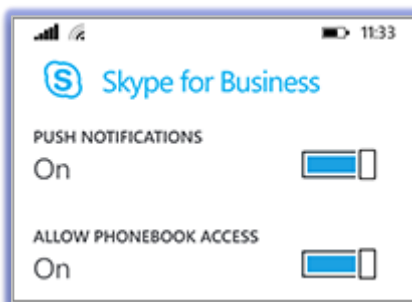 11:33
S Skype for Business
PUSH NOTIFICATIONS
On
ALLOW PHONEBOOK ACCESS
On